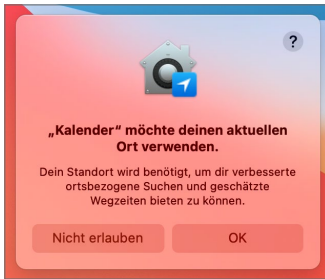 ?
„Kalender“ möchte deinen aktuellen
Ort verwenden.
Dein Standort wird benötigt, um dir verbesserte
ortsbezogene Suchen und geschätzte
Wegzeiten bieten zu können.
Nicht erlauben
OK